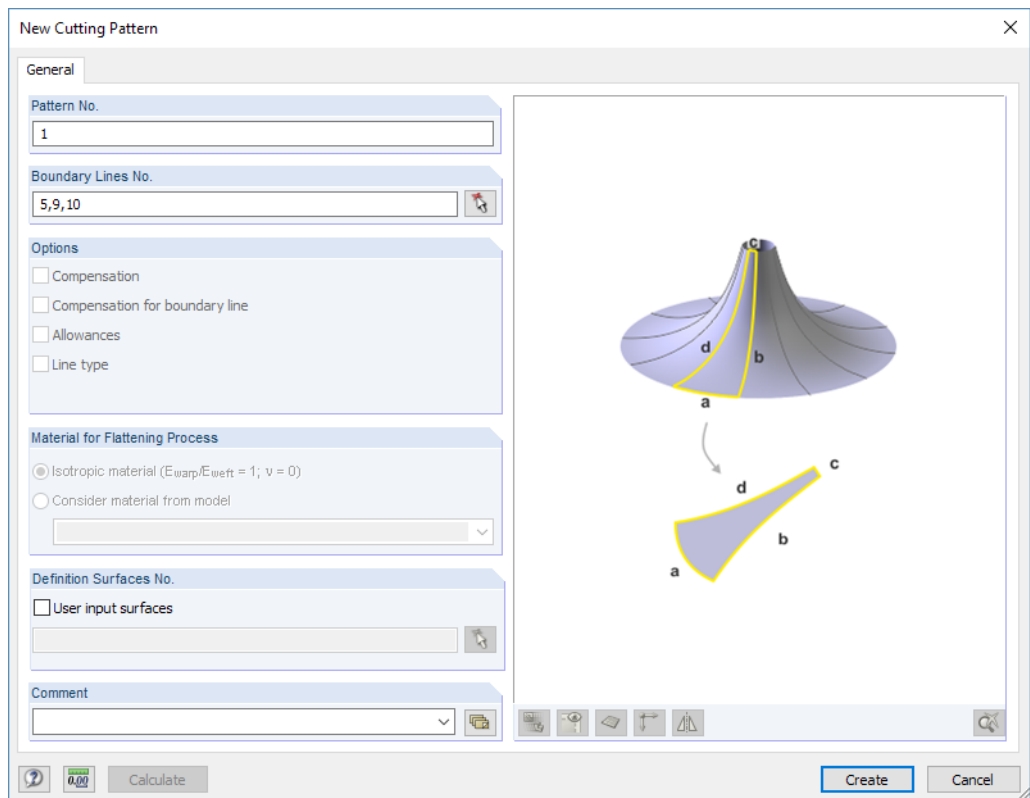 New Cutting Pattern
General
Pattern No.
1
Boundary Lines No.
5,9,10
Options
Compensation
Compensation for boundary line
Allowances
Line type
Material for Flattening Process
Isotropic material (Ewarp/Eweft = 1; ν = 0)
Consider material from model
Definition Surfaces No.
User input surfaces
Comment
c
d
b
a
c
d
b
a
0.00
Calculate
Create
Cancel